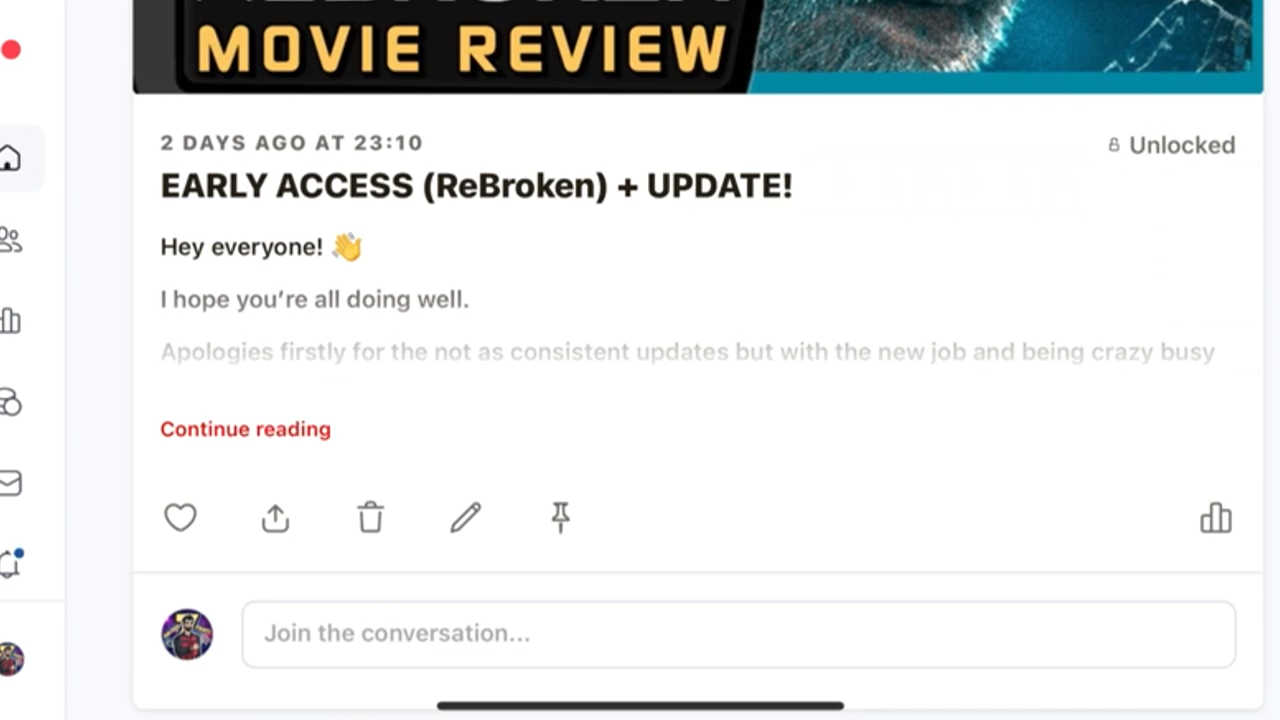 MOVIE REVIEW
2 DAYS AGO AT 23:10
Unlocked
EARLY ACCESS (ReBroken) + UPDATE!
Hey everyone! 👋
I hope you’re all doing well.
Apologies firstly for the not as consistent updates but with the new job and being crazy busy
Continue reading
Join the conversation...